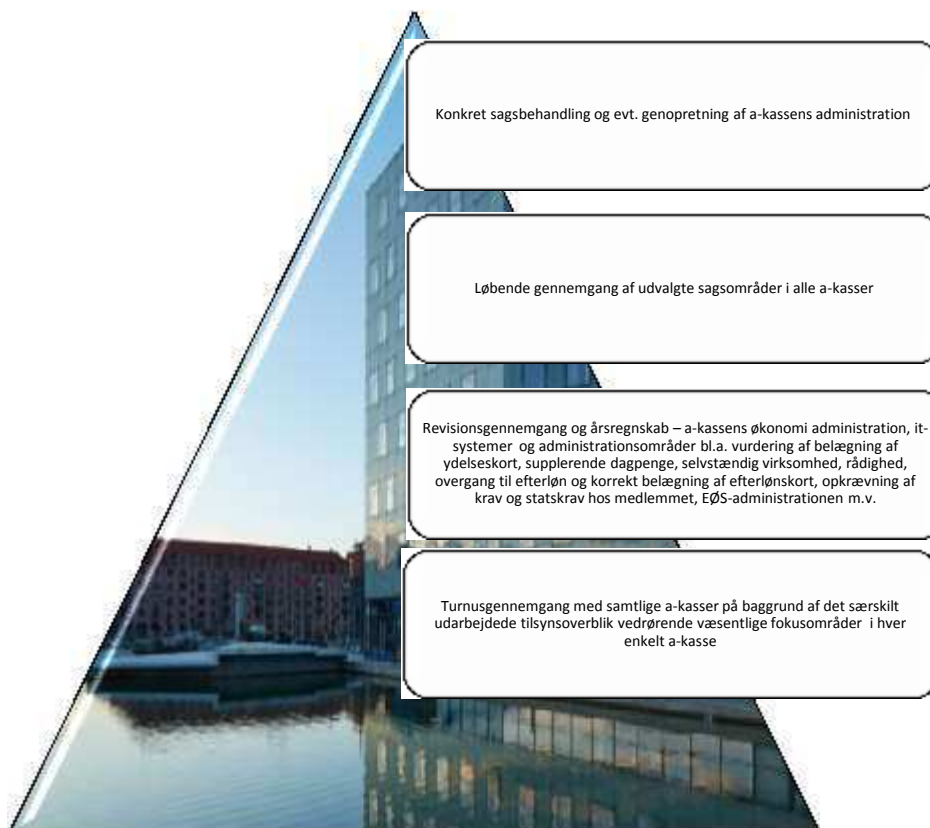 Konkret sagsbehandling og evt. genopretning af a-kassens administration
Løbende gennemgang af udvalgte sagsområder i alle a-kasser
Revisionsgennemgang og årsregnskab – a-kassens økonomi administration, it-
systemer og administrationsområder bl.a. vurdering af belægning af
ydelseskort, supplerende dagpenge, selvstændig virksomhed, rådighed,
overgang til efterløn og korrekt belægning af efterlønskort, opkrævning af
krav og statskrav hos medlemmet, EØS-administrationen m.v.
Turnusgennemgang med samtlige a-kasser på baggrund af det særskilt
udarbejdede tilsynsoverblik vedrørende væsentlige fokusområder i hver
enkelt a-kasse